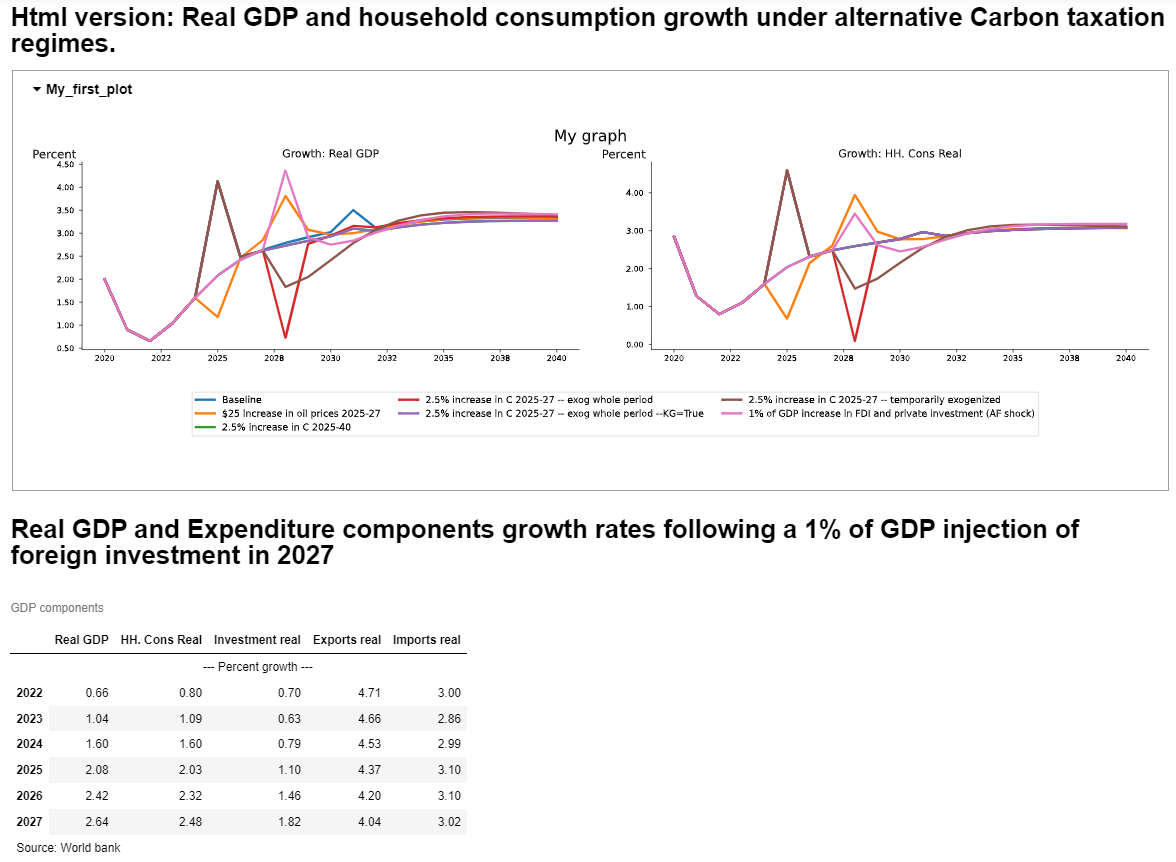 Html version: Real GDP and household consumption growth under alternative Carbon taxation
regimes.
My_first_plot
My graph
Percent
Growth: Real GDP
4.50
4.00
3.50
3.00
2.50
2.00
1.50
1.00
0.50
2020 2022 2025 2028 2030 2032 2035 2038 2040
Percent
Growth: HH. Cons Real
4.00
3.00
2.00
1.00
0.00
2020 2022 2025 2028 2030 2032 2035 2038 2040
Baseline
$25 increase in oil prices 2025-27
2.5% increase in C 2025-40
2.5% increase in C 2025-27 -- exog whole period
2.5% increase in C 2025-27 -- exog whole period --KG=True
2.5% increase in C 2025-27 -- temporarily exogenized
1% of GDP increase in FDI and private investment (AF shock)
Real GDP and Expenditure components growth rates following a 1% of GDP injection of
foreign investment in 2027
GDP components
Real GDP HH. Cons Real Investment real Exports real Imports real
--- Percent growth ---
2022 0.66 0.80 0.70 4.71 3.00
2023 1.04 1.09 0.63 4.66 2.86
2024 1.60 1.60 0.79 4.53 2.99
2025 2.08 2.03 1.10 4.37 3.10
2026 2.42 2.32 1.46 4.20 3.10
2027 2.64 2.48 1.82 4.04 3.02
Source: World bank